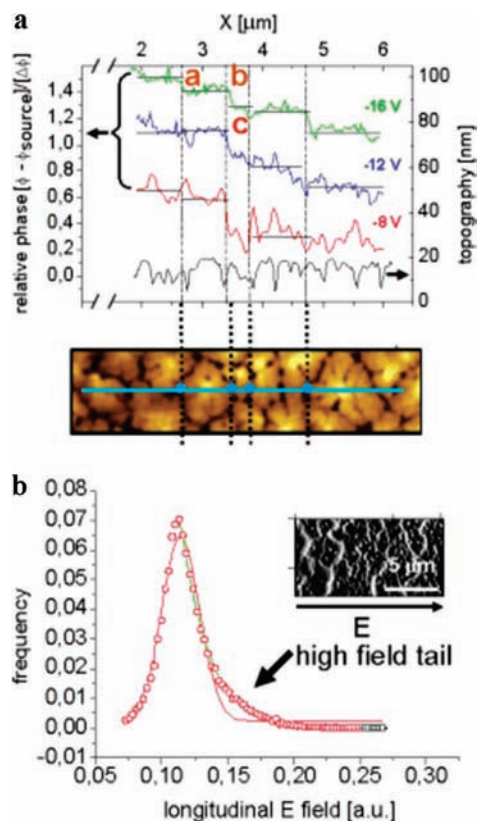 a
X [μm]
2 3 4 5 6
relative phase [ϕ - ϕsource]/[Δϕ]
1,4
1,2
1,0
0,8
0,6
0,4
0,2
0,0
a b
c
-16 V
-12 V
-8 V
100
80
60
40
20
0
topography [nm]
b
frequency
0,08
0,07
0,06
0,05
0,04
0,03
0,02
0,01
0,00
-0,01
5 μm
E
high field tail
0,05 0,10 0,15 0,20 0,25 0,30
longitudinal E field [a.u.]